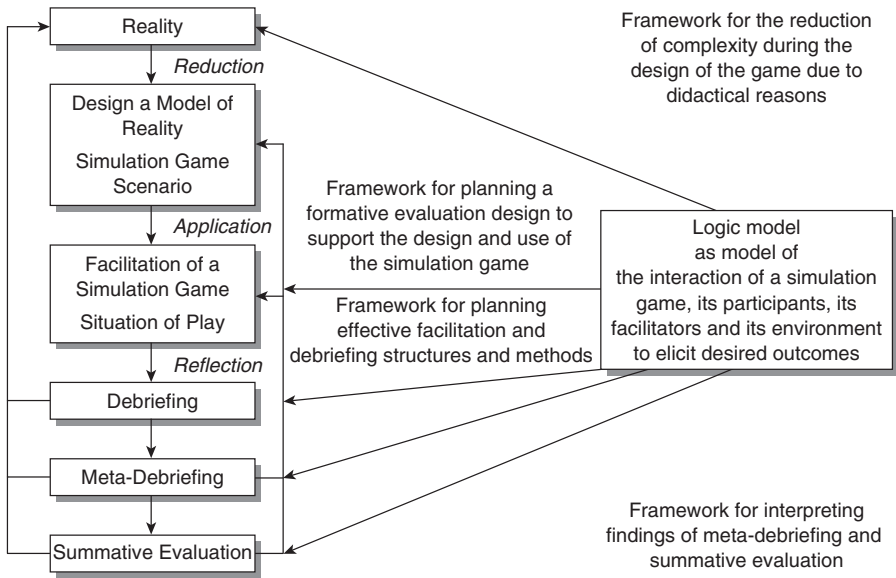 Reality
Reduction
Design a Model of
Reality
Simulation Game
Scenario
Application
Facilitation of a
Simulation Game
Situation of Play
Reflection
Debriefing
Meta-Debriefing
Summative Evaluation
Framework for the reduction
of complexity during the
design of the game due to
didactical reasons
Framework for planning a
formative evaluation design to
support the design and use of
the simulation game
Framework for planning
effective facilitation and
debriefing structures and methods
Logic model
as model of
the interaction of a simulation
game, its participants, its
facilitators and its environment
to elicit desired outcomes
Framework for interpreting
findings of meta-debriefing and
summative evaluation